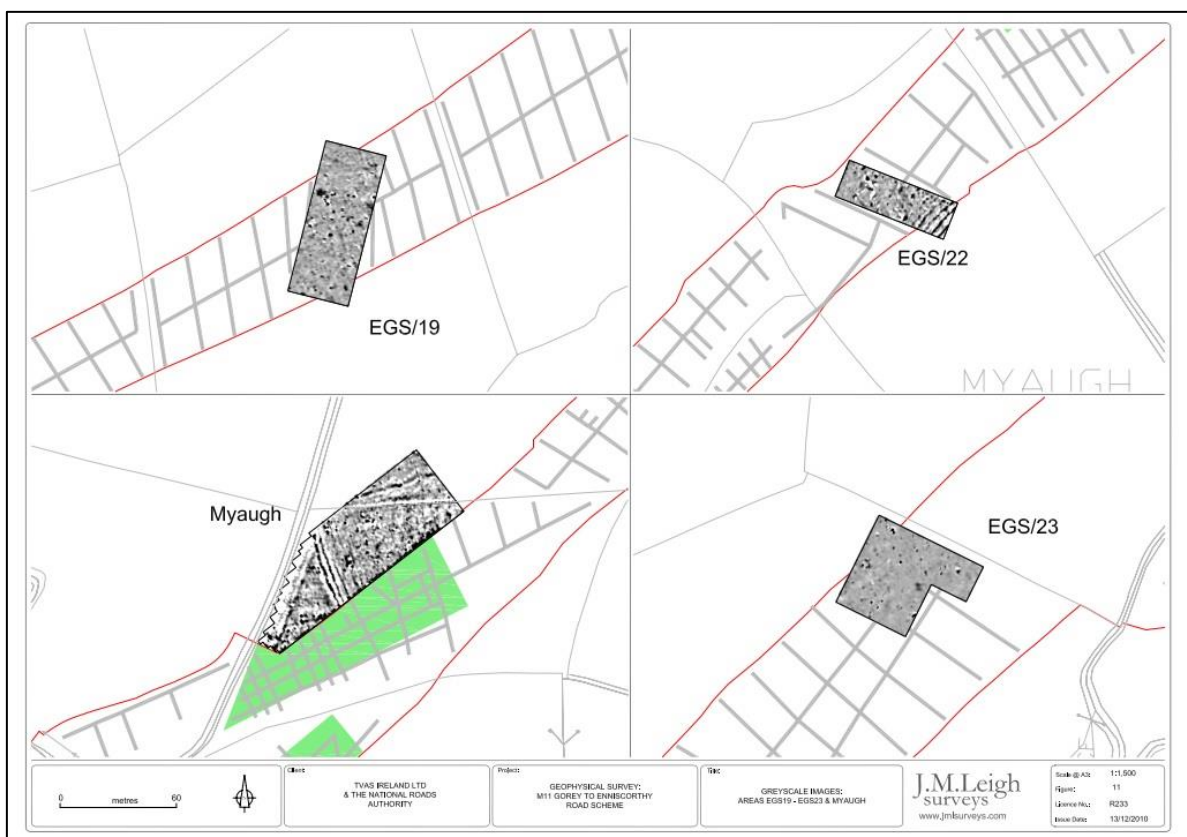 EGS/19
EGS/22
MYAUGH
Myaugh
EGS/23
0 metres 60
Client:
TVAS IRELAND LTD
& THE NATIONAL ROADS
AUTHORITY
Project:
GEOPHYSICAL SURVEY:
M11 GOREY TO ENNISCORTHY
ROAD SCHEME
Title:
GREYSCALE IMAGES:
AREAS EGS19 - EGS23 & MYAUGH
J.M.Leigh
surveys
www.jmlsurveys.com
Scale @ A3: 1:1,500
Figure: 11
Licence No.: R233
Issue Date: 13/12/2010